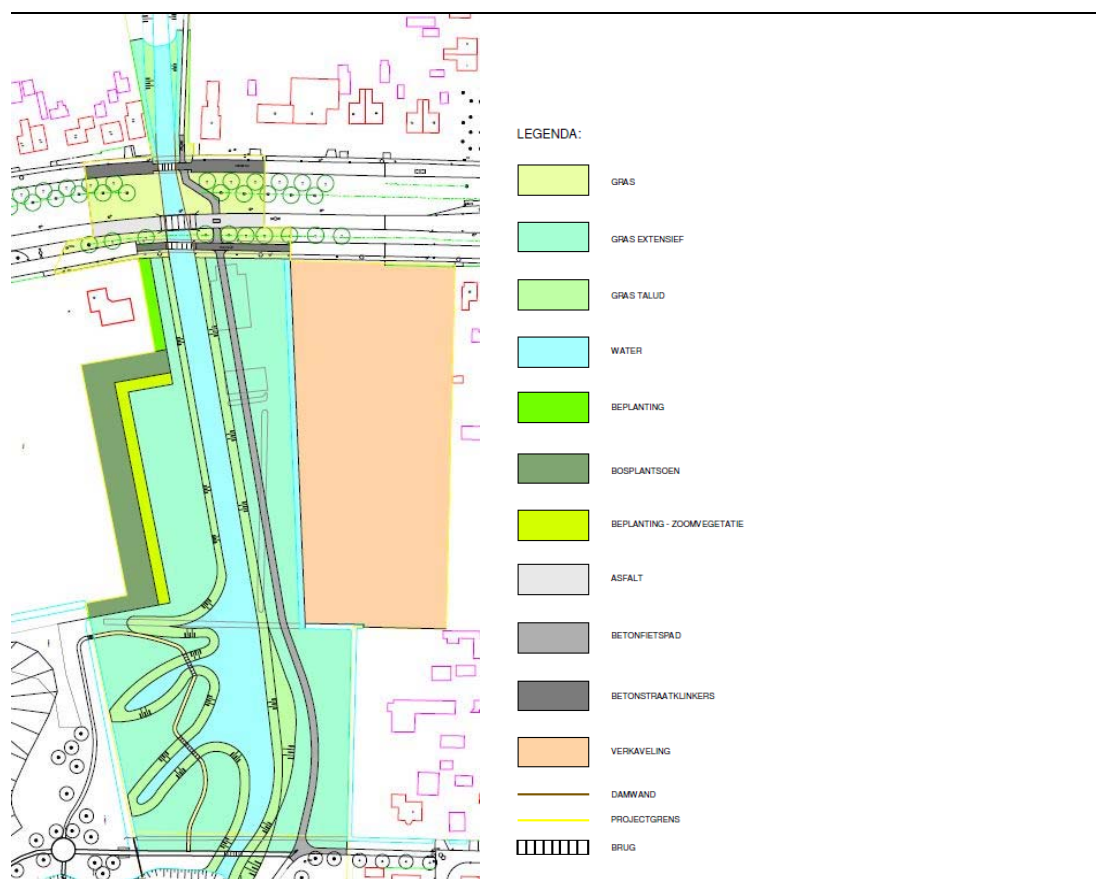 LEGENDA:
GRAS
GRAS EXTENSIEF
GRAS TALUD
WATER
BEPLANTING
BOSPLANTSOEN
BEPLANTING - ZOOMVEGETATIE
ASFALT
BETONFIETSPAD
BETONSTRAATKLINKERS
VERKAVELING
DAMWAND
PROJECTGRENS
BRUG